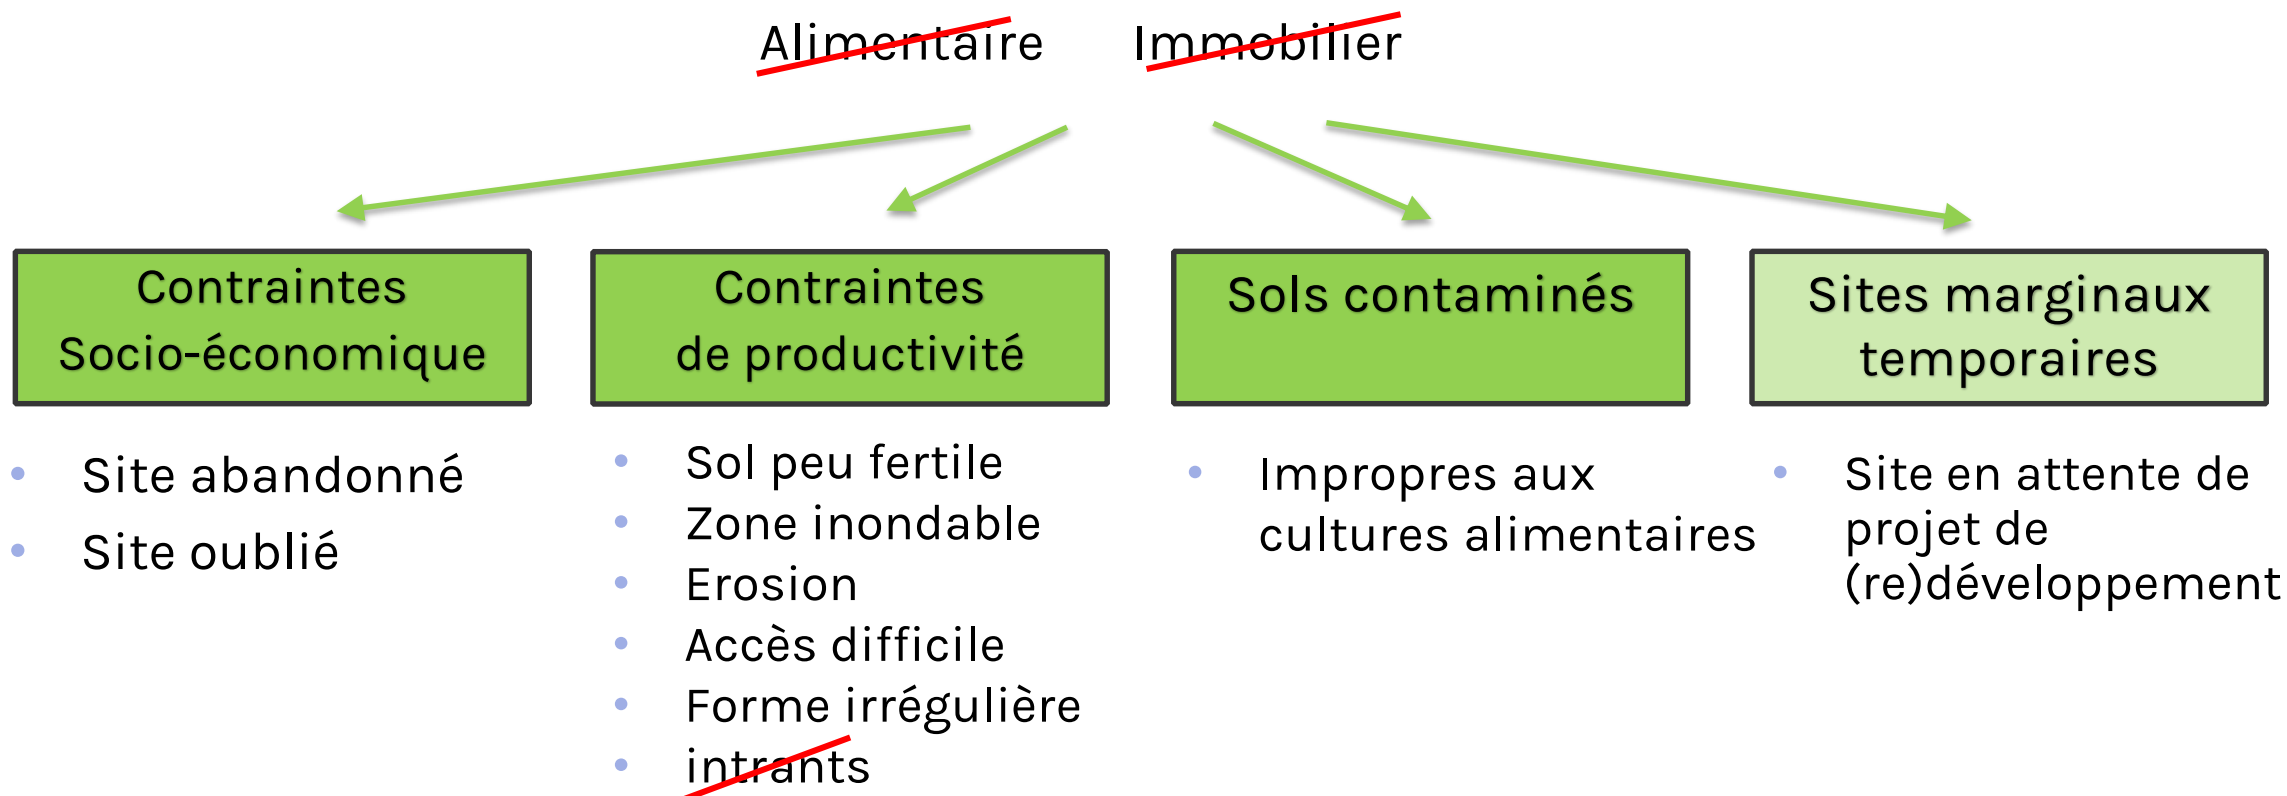 Alimentaire Immobilier
Contraintes
Socio-économique
Contraintes
de productivité
Sols contaminés
Sites marginaux
temporaires
• Site abandonné
• Site oublié
• Sol peu fertile
• Zone inondable
• Erosion
• Accès difficile
• Forme irrégulière
• intrants
• Impropres aux
cultures alimentaires
• Site en attente de
projet de
(re)développement